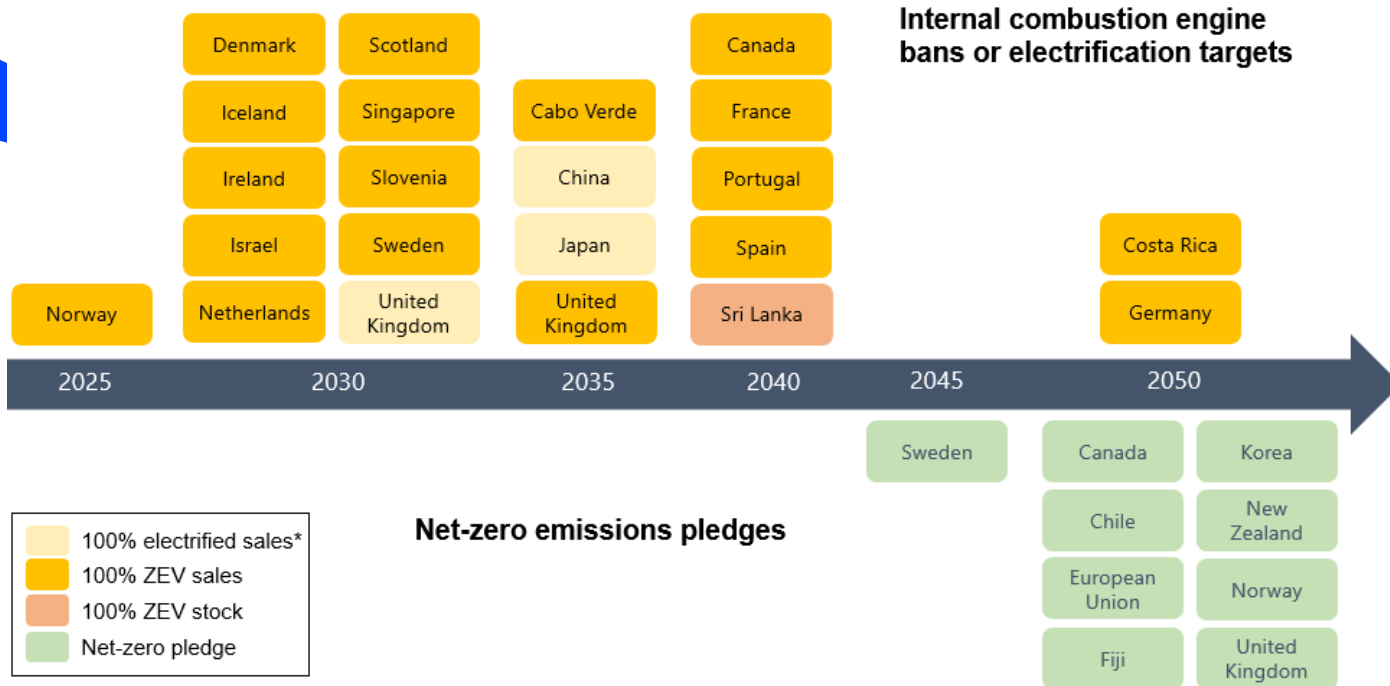 Internal combustion engine
bans or electrification targets
Denmark
Scotland
Canada
Iceland
Singapore
Cabo Verde
France
Ireland
Slovenia
China
Portugal
Israel
Sweden
Japan
Spain
Costa Rica
Norway
Netherlands
United
Kingdom
United
Kingdom
Sri Lanka
Germany
2025
2030
2035
2040
2045
2050
Sweden
Canada
Korea
Chile
New
Zealand
European
Union
Norway
Fiji
United
Kingdom
Net-zero emissions pledges
100% electrified sales*
100% ZEV sales
100% ZEV stock
Net-zero pledge